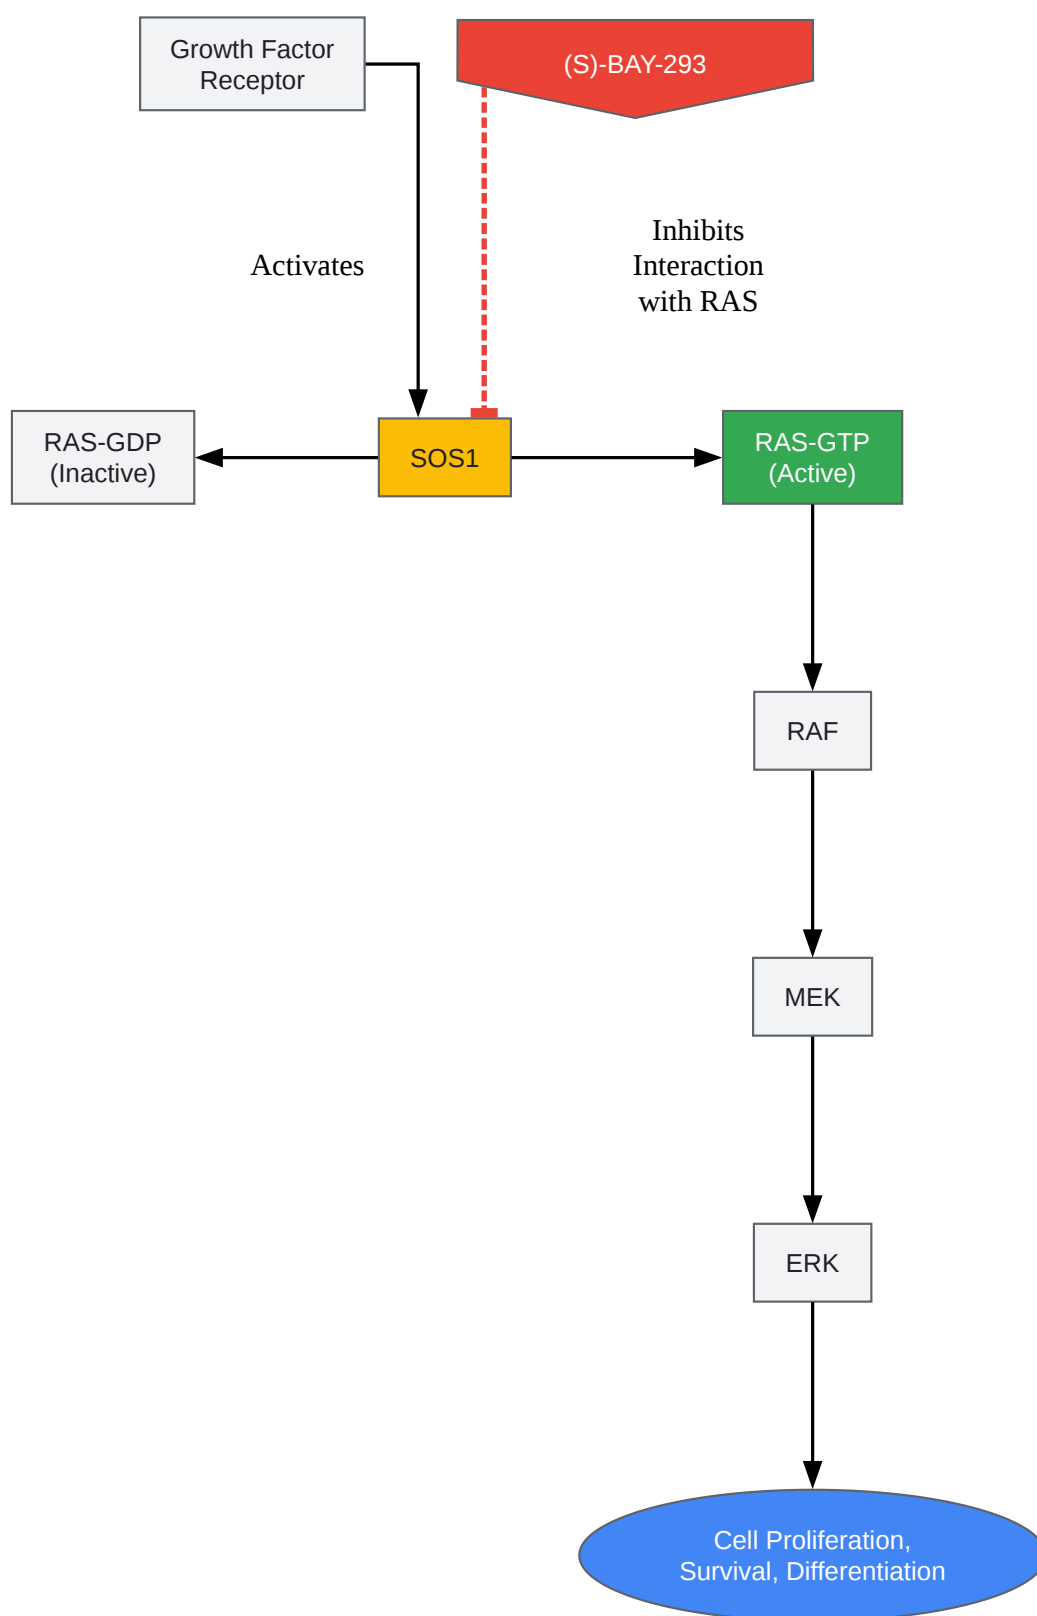 Growth Factor
Receptor
(S)-BAY-293
Activates
Inhibits
Interaction
with RAS
RAS-GDP
(Inactive)
SOS1
RAS-GTP
(Active)
RAF
MEK
ERK
Cell Proliferation,
Survival, Differentiation